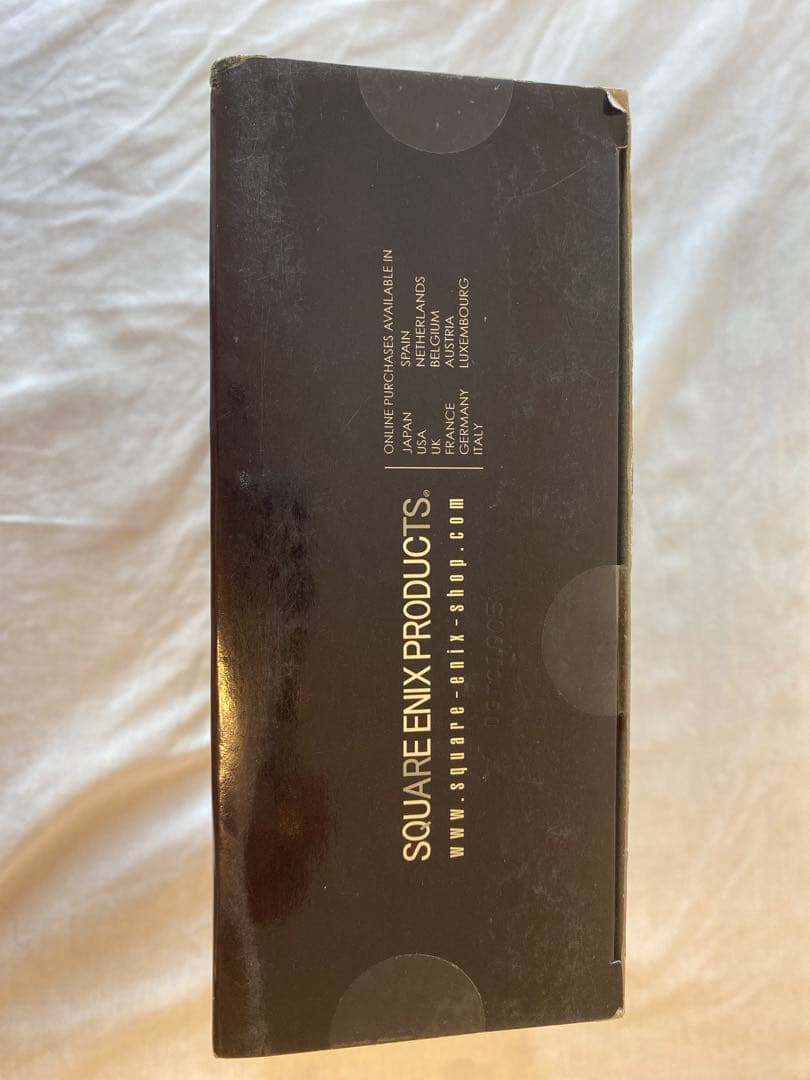 SQUARE ENIX PRODUCTS®
www.square-enix-shop.com
ONLINE PURCHASES AVAILABLE IN
JAPAN SPAIN
USA NETHERLANDS
UK BELGIUM
FRANCE AUSTRIA
GERMANY LUXEMBOURG
ITALY